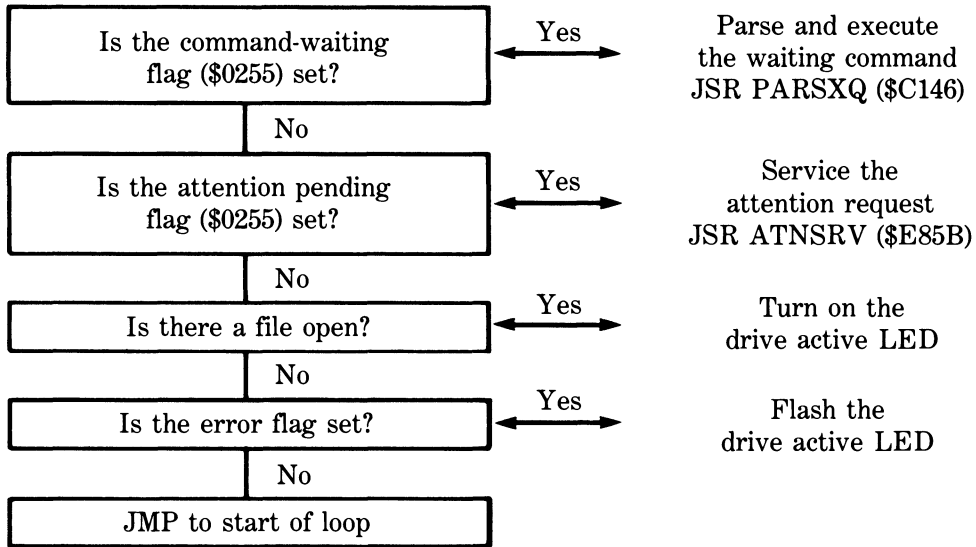 Is the command-waiting
flag ($0255) set?
Yes
Parse and execute
the waiting command
JSR PARSXQ ($C146)
No
Is the attention pending
flag ($0255) set?
Yes
Service the
attention request
JSR ATNSRV ($E85B)
No
Is there a file open?
Yes
Turn on the
drive active LED
No
Is the error flag set?
Yes
Flash the
drive active LED
No
JMP to start of loop